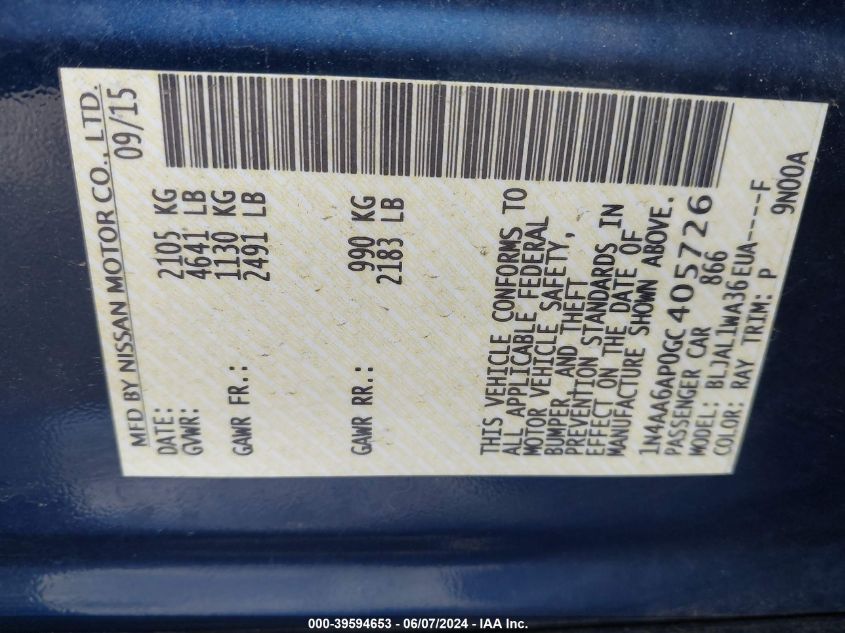 MFD BY NISSAN MOTOR CO., LTD.
DATE: 09/15
GVWR: 2105 KG
4641 LB
GAWR FR.: 1130 KG
2491 LB
GAWR RR.: 990 KG
2183 LB
THIS VEHICLE CONFORMS TO
ALL APPLICABLE FEDERAL
MOTOR VEHICLE SAFETY,
BUMPER, AND THEFT
PREVENTION STANDARDS IN
EFFECT ON THE DATE OF
MANUFACTURE SHOWN ABOVE.
1N4AA6AP0GC405726
PASSENGER CAR 866
MODEL: BLJAL1WA36EUA----F
COLOR: RAY TRIM: P 9N00A
000-39594653 - 06/07/2024 - IAA Inc.